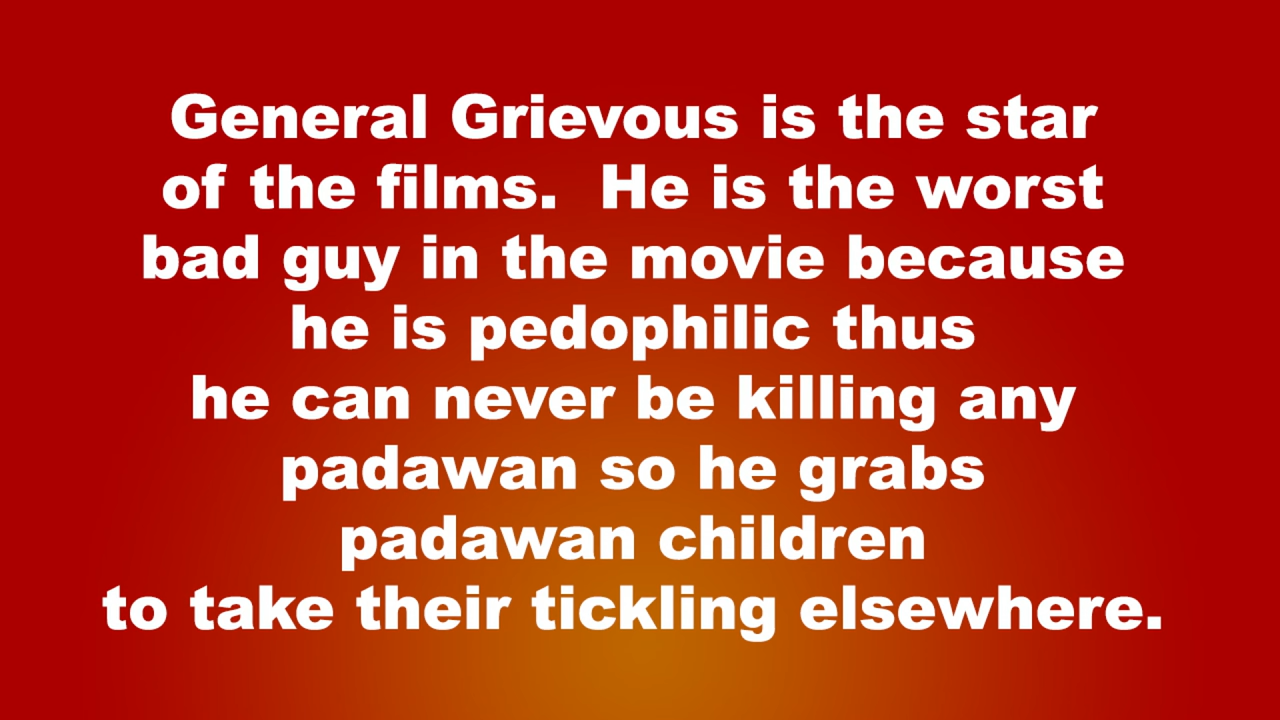 General Grievous is the star
of the films.  He is the worst
bad guy in the movie because
he is pedophilic thus
he can never be killing any
padawan so he grabs
padawan children
to take their tickling elsewhere.